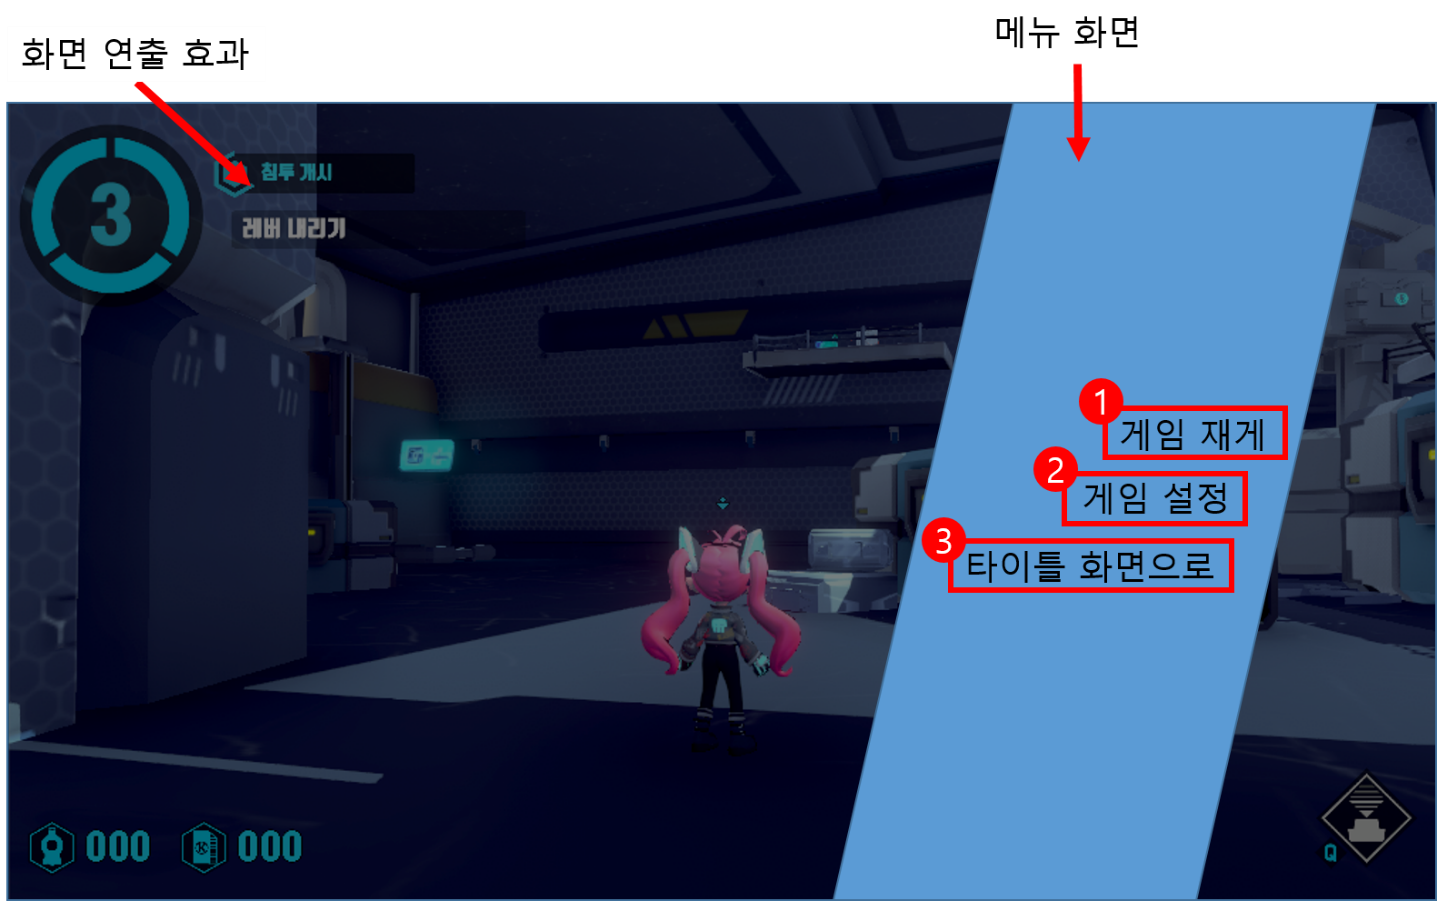 화면 연출 효과
메뉴 화면
3
침투 개시
레버 내리기
1
게임 재게
2
게임 설정
3
타이틀 화면으로
000
000
Q